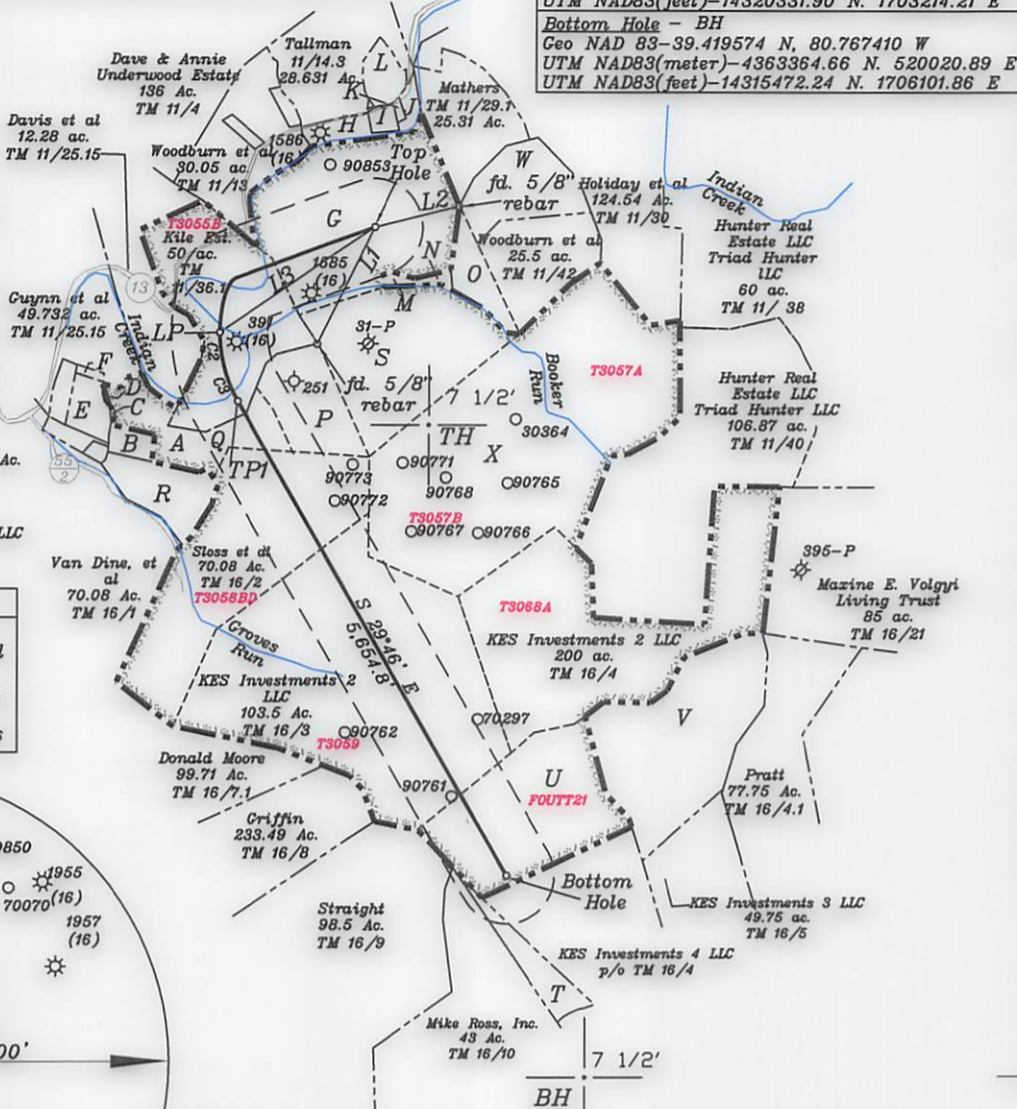 UTM NAD83(feet)-14320331.90 N. 1703214.21 E
Bottom Hole - BH
Geo NAD 83-39.419574 N, 80.767410 W
UTM NAD83(meter)-4363364.66 N. 520020.89 E
UTM NAD83(feet)-14315472.24 N. 1706101.86 E
Dave & Annie
Underwood Estate
136 Ac.
TM 11/4
Tallman
11/14.3
28.631 Ac.
L
K
I
J
H
Mathers
11/29.1
25.31 Ac.
Davis et al
12.28 ac.
TM 11/25.15
Woodburn et al
30.05 ac.
TM 11/13
1586
(16)
90853
Top
Hole
W
fd. 5/8"
rebar
Holiday et al
124.54 Ac.
TM 11/30
Indian
Creek
Hunter Real
Estate LLC
Triad Hunter
LLC
60 ac.
TM 11/ 38
T3055B
Kile Est.
50 ac.
TM
11/36.1
G
L2
L1
L3
N
O
M
Woodburn et al
25.5 ac.
TM 11/42
1585
(16)
13
Guynn et al
49.732 ac.
TM 11/25.15
Indian
Creek
LP
C2
C3
(16)
31-P
S
251
fd. 5/8"
rebar
7 1/2'
TH
Booker
Run
T3057A
F
E
D
C
B
A
Q
P
TP1
R
X
30364
Hunter Real
Estate LLC
Triad Hunter LLC
106.87 ac.
TM 11/40
Ac.
55
2
LLC
90773
90772
90771
90768
90765
T3057B
90767
90766
395-P
Maxine E. Volgyi
Living Trust
85 ac.
TM 16/21
Van Dine, et
al
70.08 Ac.
TM 16/1
Sloss et al
70.08 Ac.
TM 16/2
T3058BD
Groves
Run
S 29°46' E
5,654.8'
T3068A
KES Investments 2 LLC
200 ac.
TM 16/4
KES Investments 2
LLC
103.5 Ac.
TM 16/3
90762
T3059
70297
V
Donald Moore
99.71 Ac.
TM 16/7.1
90761
U
FOUTT21
Pratt
77.75 Ac.
TM 16/4.1
Griffin
233.49 Ac.
TM 16/8
9850
1955
(16)
70070
1957
(16)
Straight
98.5 Ac.
TM 16/9
Bottom
Hole
KES Investments 3 LLC
49.75 ac.
TM 16/5
KES Investments 4 LLC
p/o TM 16/4
T
Mike Ross, Inc.
43 Ac.
TM 16/10
00'
7 1/2'
BH